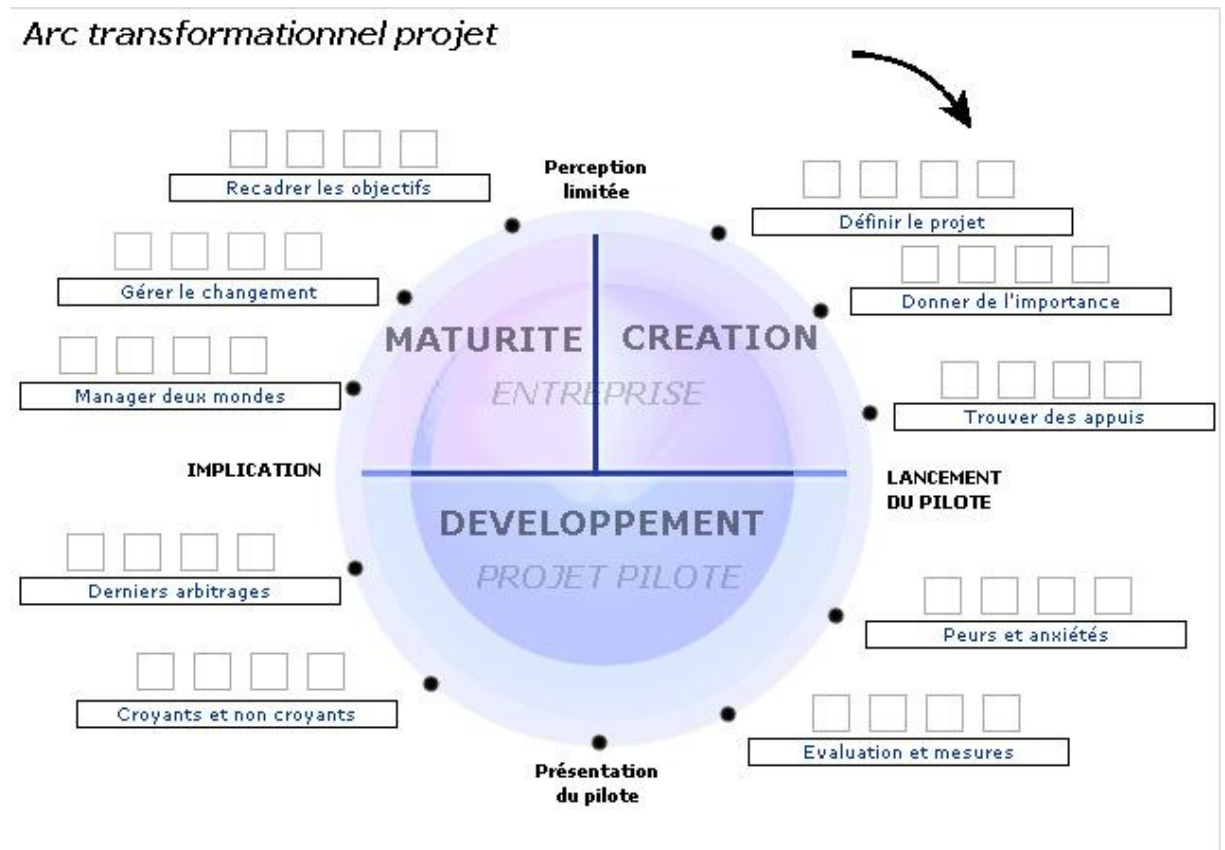 Arc transformationnel projet
Perception
limitée
Définir le projet
Donner de l'importance
Trouver des appuis
LANCEMENT
DU PILOTE
Peurs et anxiétés
Evaluation et mesures
Présentation
du pilote
Croyants et non croyants
Derniers arbitrages
IMPLICATION
Manager deux mondes
Gérer le changement
Recadrer les objectifs
MATURITE
CREATION
ENTREPRISE
DEVELOPPEMENT
PROJET PILOTE